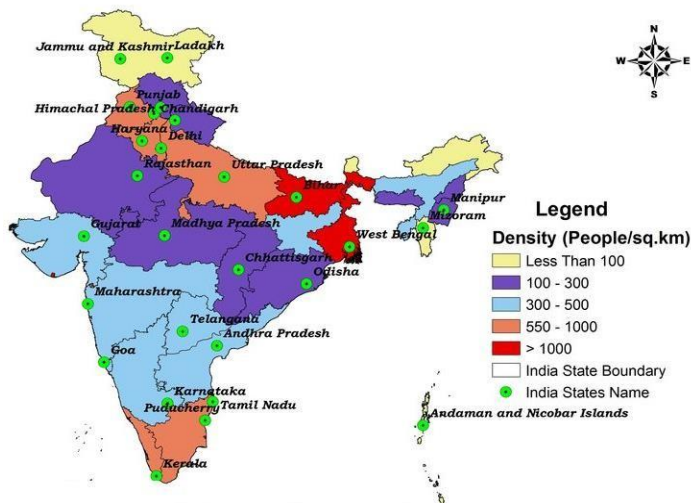 N
W
E
S
Jammu and Kashmir
Ladakh
Punjab
Himachal Pradesh
Chandigarh
Haryana
Delhi
Rajasthan
Uttar Pradesh
Bihar
Manipur
Mizoram
Gujarat
Madhya Pradesh
West Bengal
Chhattisgarh
Odisha
Maharashtra
Telangana
Andhra Pradesh
Goa
Karnataka
Puducherry
Tamil Nadu
Kerala
Andaman and Nicobar Islands
Legend
Density (People/sq.km)
Less Than 100
100 - 300
300 - 500
550 - 1000
> 1000
India State Boundary
India States Name